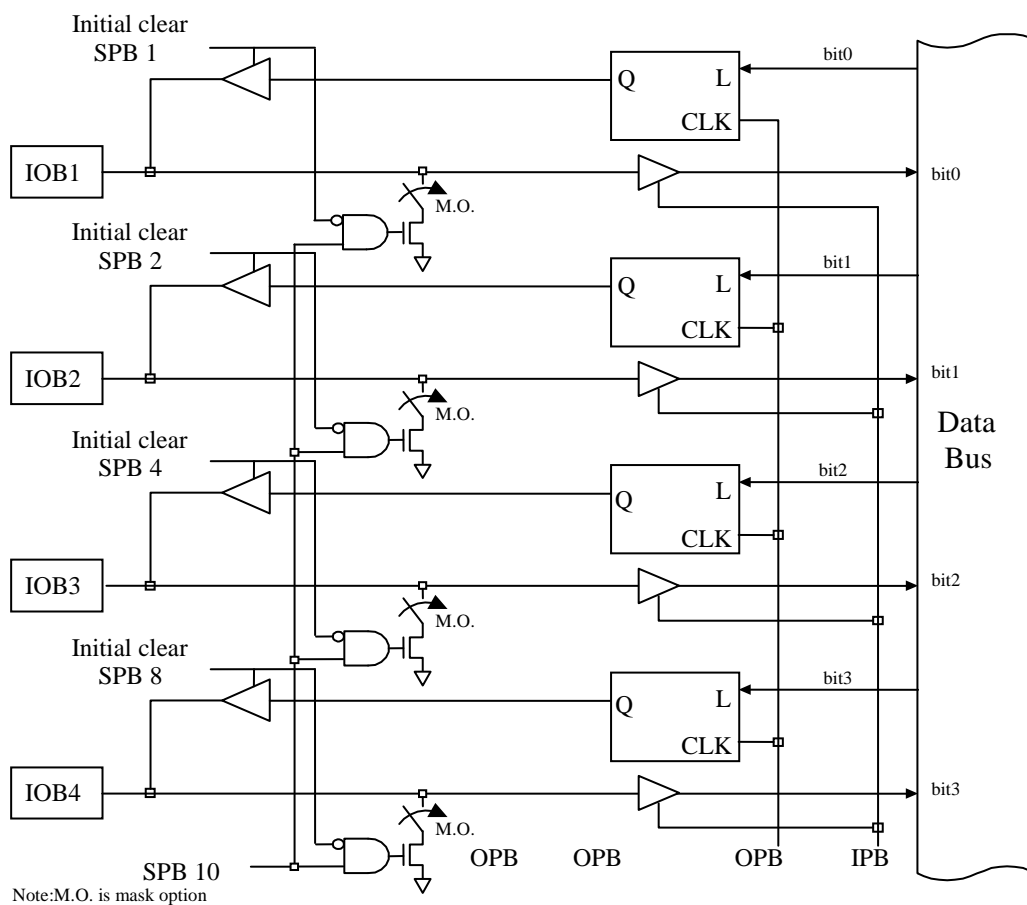 Initial clear
SPB 1
Q
L
CLK
bit0
IOB1
M.O.
bit0
Initial clear
SPB 2
Q
L
CLK
bit1
IOB2
M.O.
bit1
Data
Bus
Initial clear
SPB 4
Q
L
CLK
bit2
IOB3
M.O.
bit2
Initial clear
SPB 8
Q
L
CLK
bit3
IOB4
M.O.
bit3
SPB 10
OPB
OPB
OPB
IPB
Note:M.O. is mask option